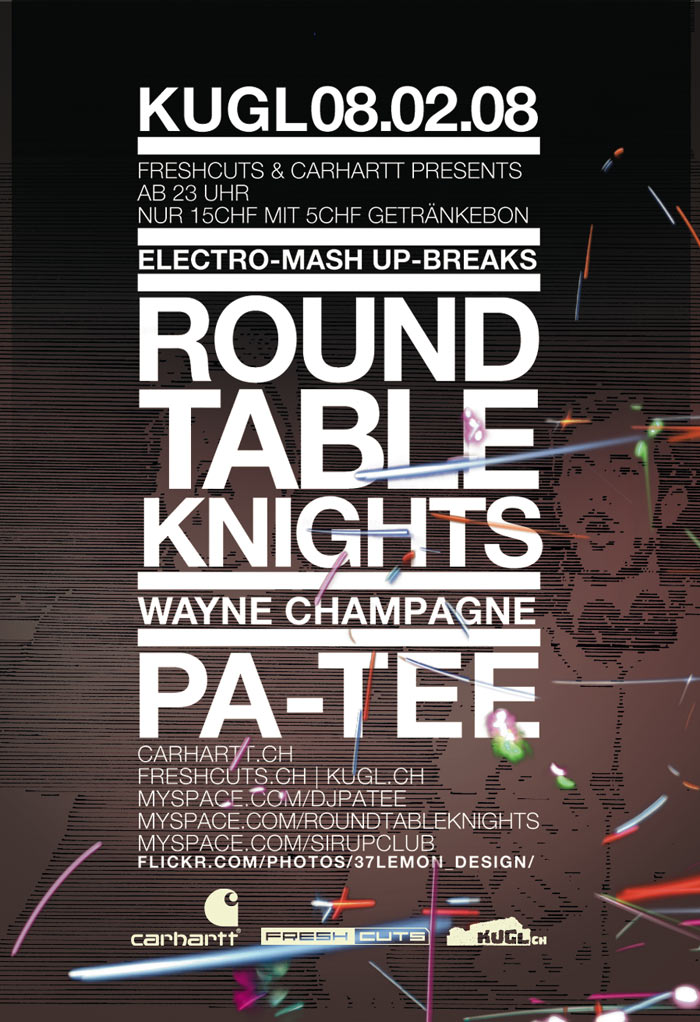 KUGL 08.02.08
FRESHCUTS & CARHARTT PRESENTS
AB 23 UHR
NUR 15CHF MIT 5CHF GETRÄNKEBON
ELECTRO-MASH UP-BREAKS
ROUND
TABLE
KNIGHTS
WAYNE CHAMPAGNE
PA-TEE
CARHARTT.CH
FRESHCUTS.CH | KUGL.CH
MYSPACE.COM/DJPATEE
MYSPACE.COM/ROUNDTABLEKNIGHTS
MYSPACE.COM/SIRUPCLUB
FLICKR.COM/PHOTOS/37LEMON_DESIGN/
carhartt FRESH CUTS KUGL.CH